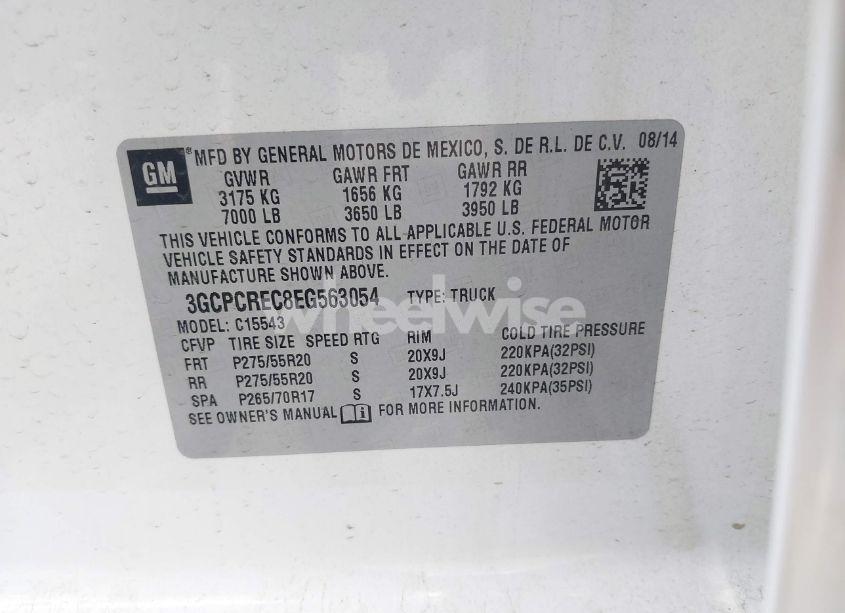 GM ® MFD BY GENERAL MOTORS DE MEXICO, S. DE R.L. DE C.V. 08/14
GVWR GAWR FRT GAWR RR
3175 KG 1656 KG 1792 KG
7000 LB 3650 LB 3950 LB
THIS VEHICLE CONFORMS TO ALL APPLICABLE U.S. FEDERAL MOTOR
VEHICLE SAFETY STANDARDS IN EFFECT ON THE DATE OF
MANUFACTURE SHOWN ABOVE.
3GCPCREC8EG563054 TYPE: TRUCK
wheelwise
MODEL: C15543
CFVP TIRE SIZE SPEED RTG RIM COLD TIRE PRESSURE
FRT P275/55R20 S 20X9J 220KPA(32PSI)
RR P275/55R20 S 20X9J 220KPA(32PSI)
SPA P265/70R17 S 17X7.5J 240KPA(35PSI)
SEE OWNER'S MANUAL i FOR MORE INFORMATION.